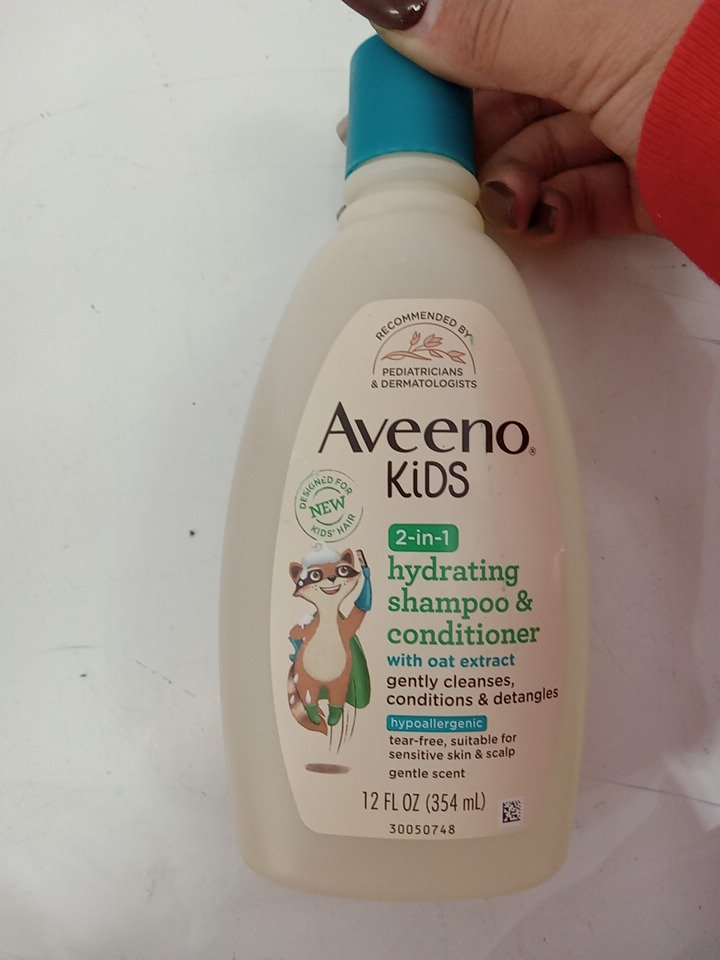 RECOMMENDED BY
PEDIATRICIANS
& DERMATOLOGISTS
Aveeno®
KiDS
DESIGNED FOR
NEW
KIDS' HAIR
2-in-1
hydrating
shampoo &
conditioner
with oat extract
gently cleanses,
conditions & detangles
hypoallergenic
tear-free, suitable for
sensitive skin & scalp
gentle scent
12 FL OZ (354 mL)
30050748